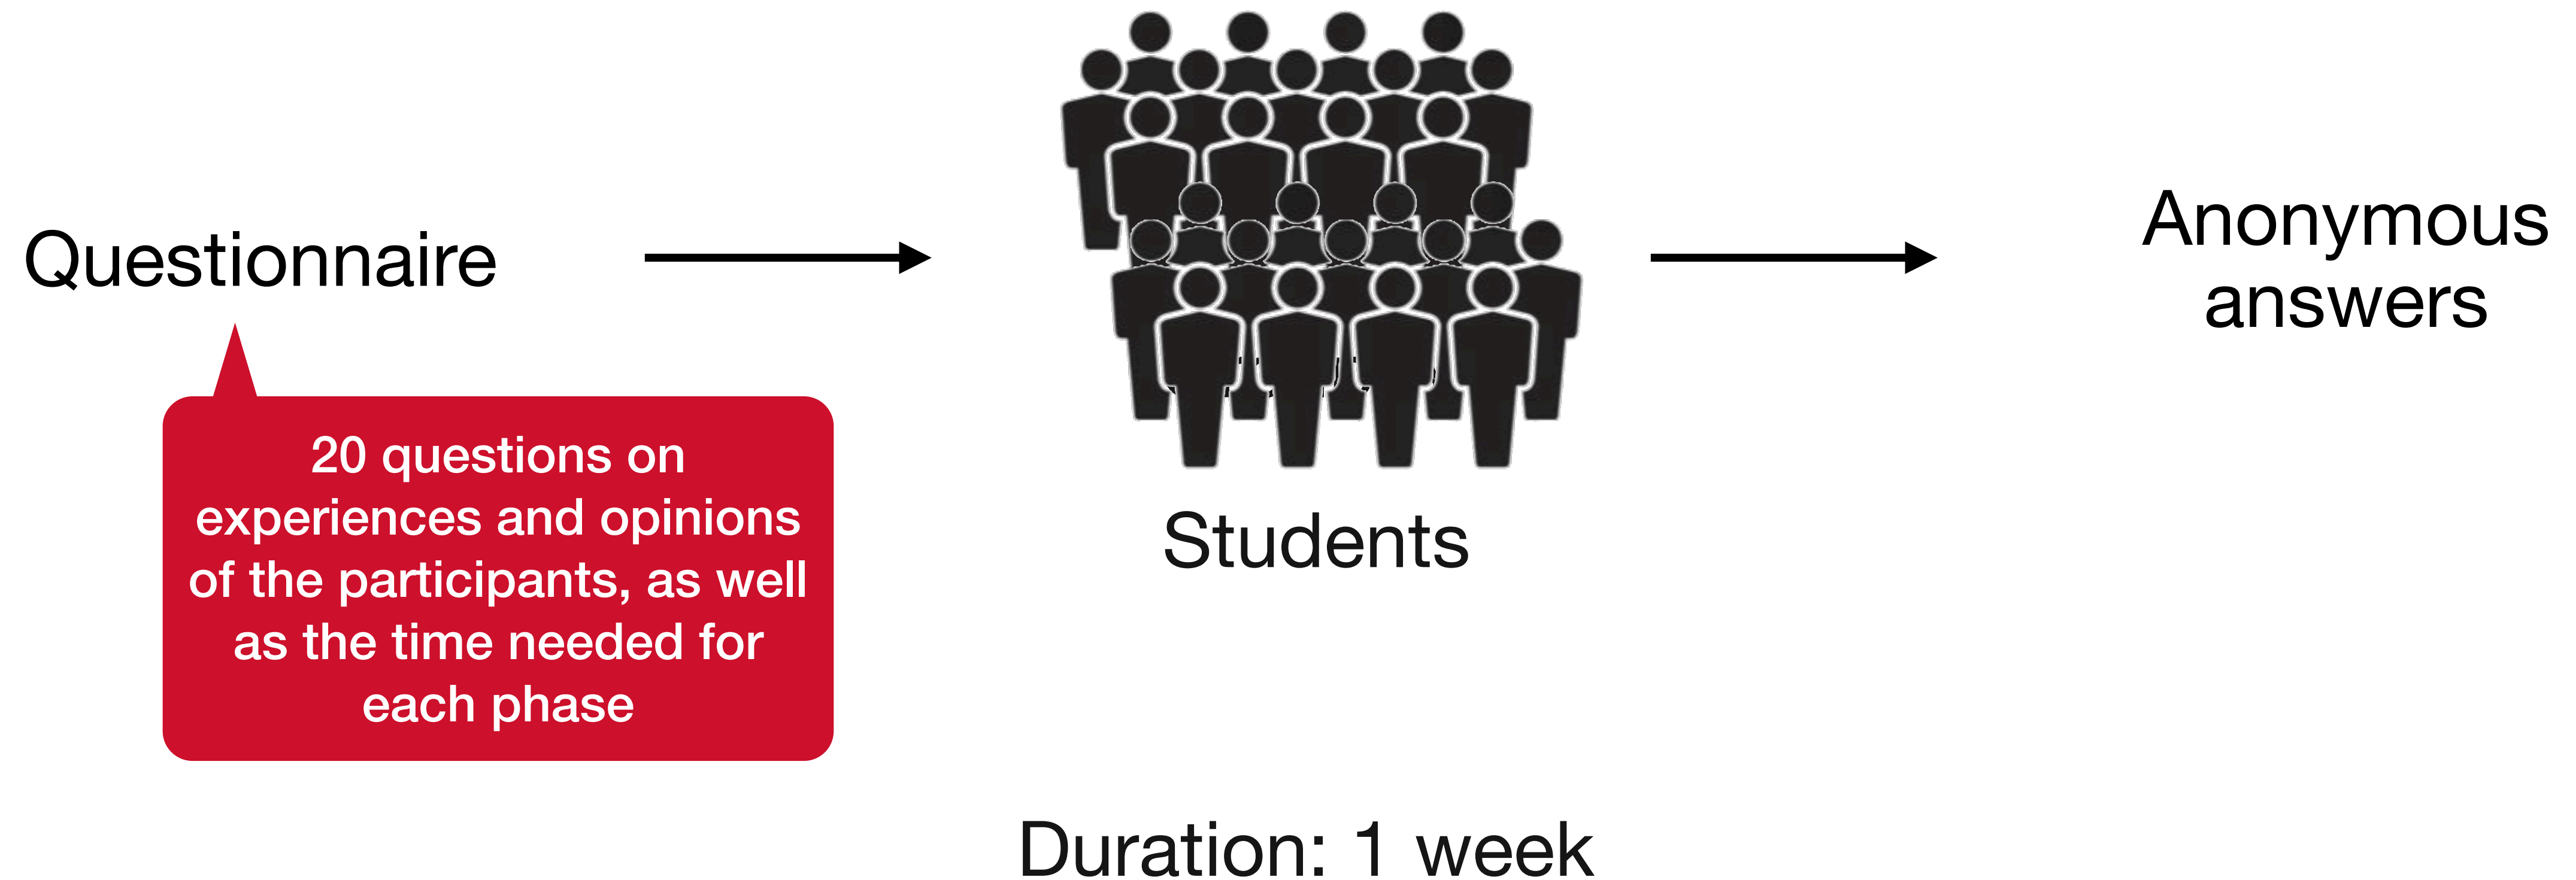 Questionnaire
20 questions on
experiences and opinions
of the participants, as well
as the time needed for
each phase
Students
Anonymous
answers
Duration: 1 week